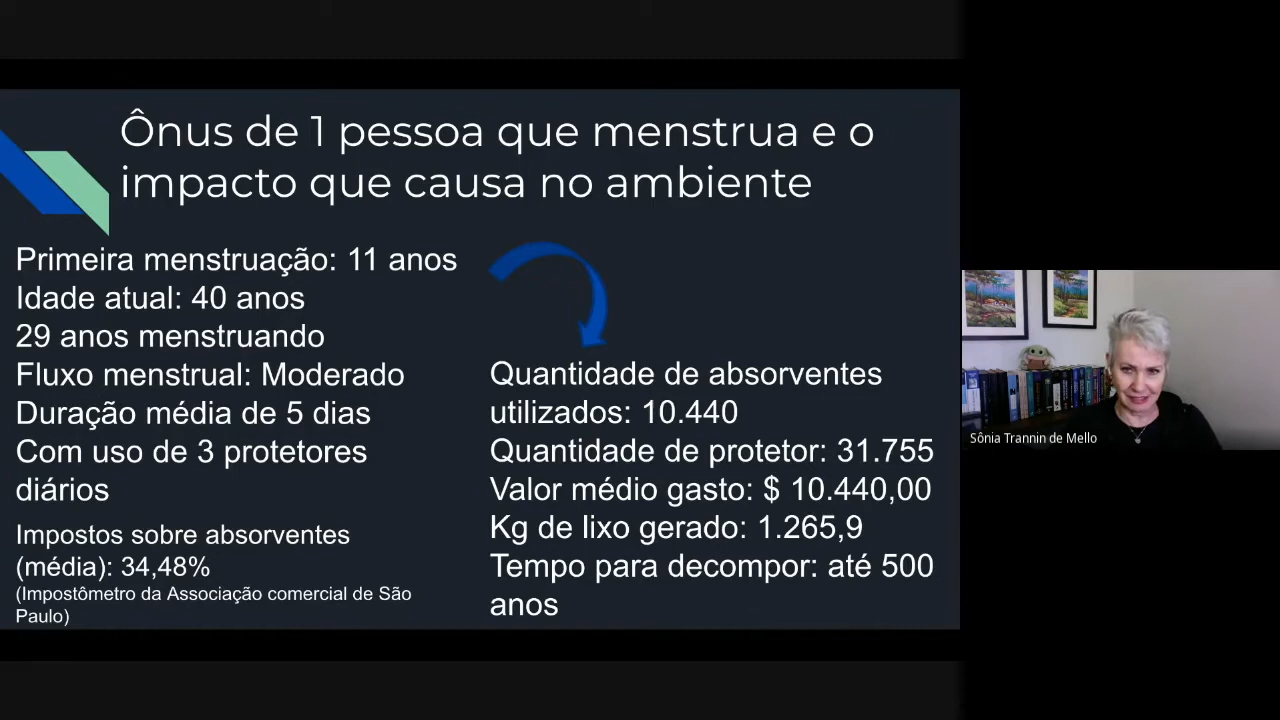 Ônus de 1 pessoa que menstrua e o
impacto que causa no ambiente
Primeira menstruação: 11 anos
Idade atual: 40 anos
29 anos menstruando
Fluxo menstrual: Moderado
Duração média de 5 dias
Com uso de 3 protetores
diários
Impostos sobre absorventes
(média): 34,48%
(Impostômetro da Associação comercial de São
Paulo)
Quantidade de absorventes
utilizados: 10.440
Quantidade de protetor: 31.755
Valor médio gasto: $ 10.440,00
Kg de lixo gerado: 1.265,9
Tempo para decompor: até 500
anos
Sônia Trannin de Mello